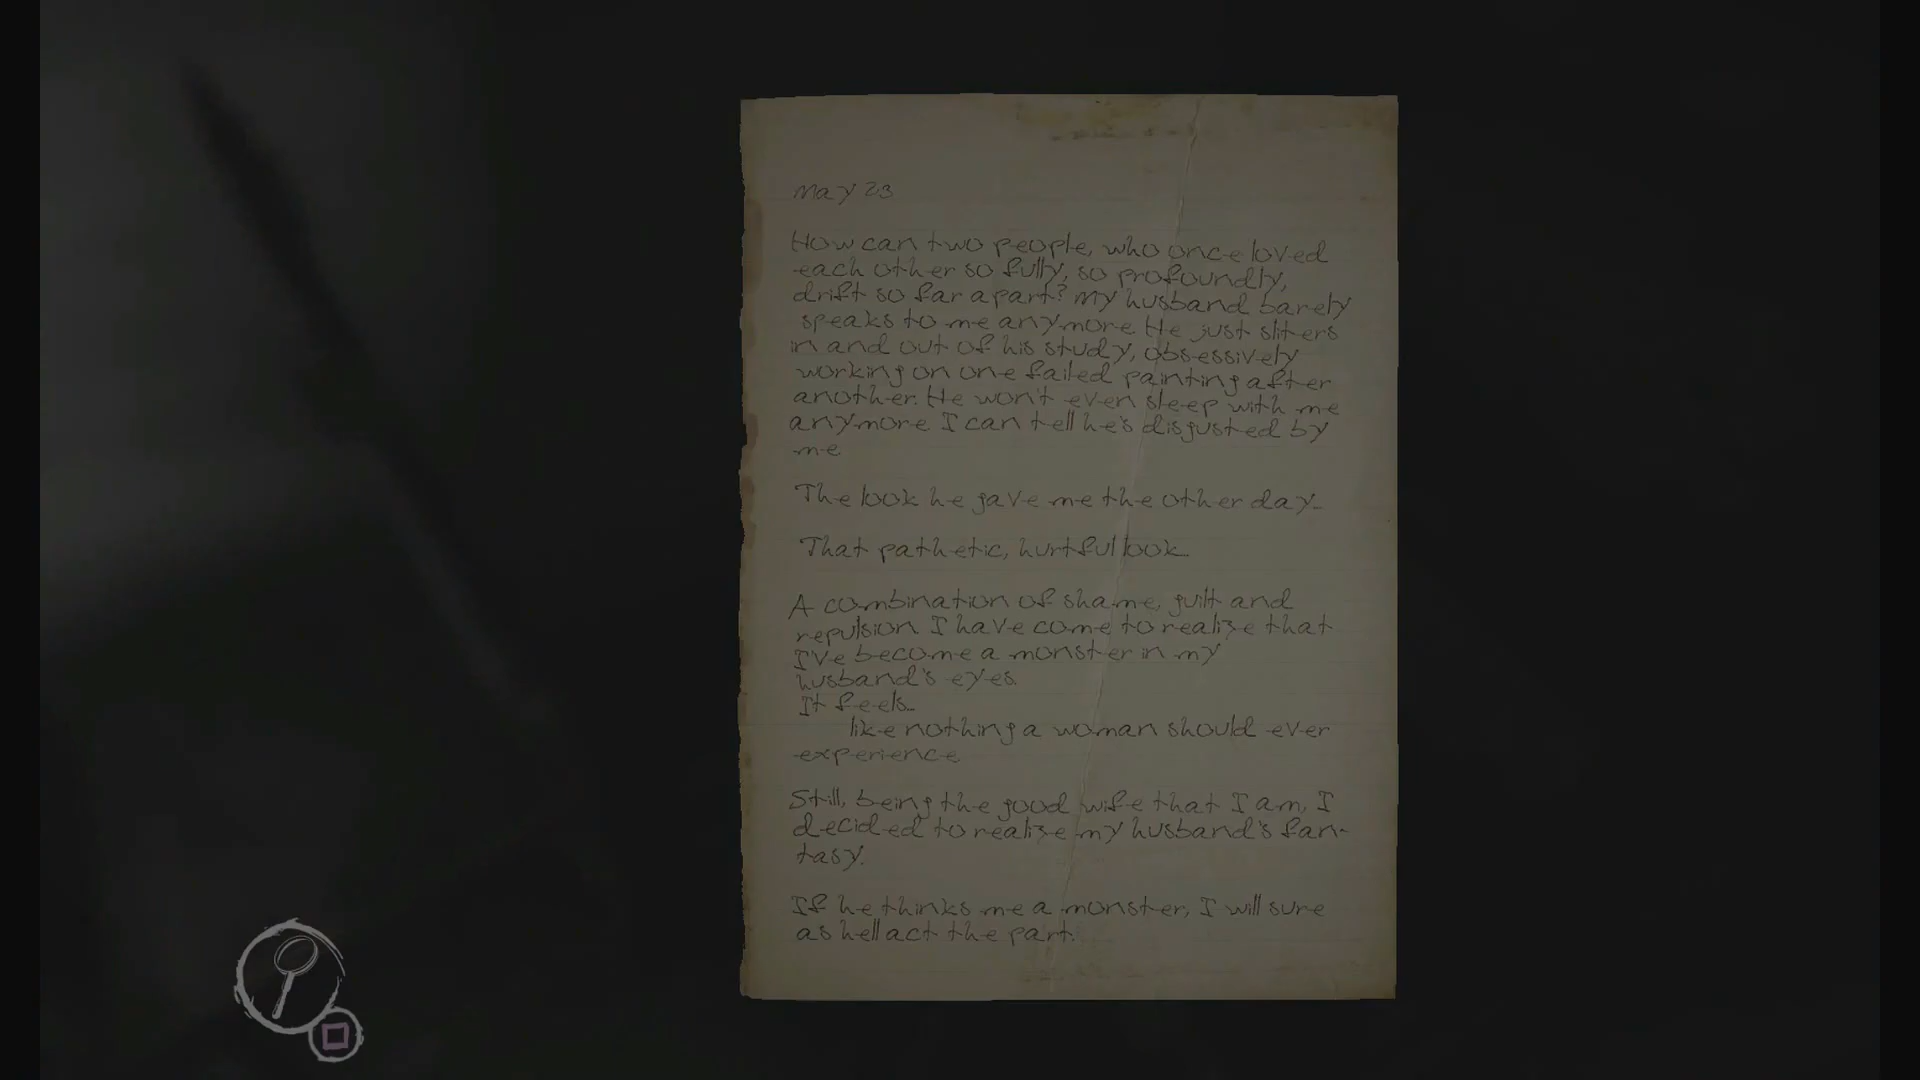 May 23
How can two people, who once loved
each other so fully, so profoundly,
drift so far apart? My husband barely
speaks to me anymore. He just sliters
in and out of his study, obsessively
working on one failed painting after
another. He won't even sleep with me
anymore. I can tell he's disgusted by
me.
The look he gave me the other day...
That pathetic, hurtful look...
A combination of shame, guilt and
repulsion. I have come to realize that
I've become a monster in my
husband's eyes.
It feels...
like nothing a woman should ever
experience.
Still, being the good wife that I am, I
decided to realize my husband's fan-
tasy.
If he thinks me a monster, I will sure
as hell act the part.